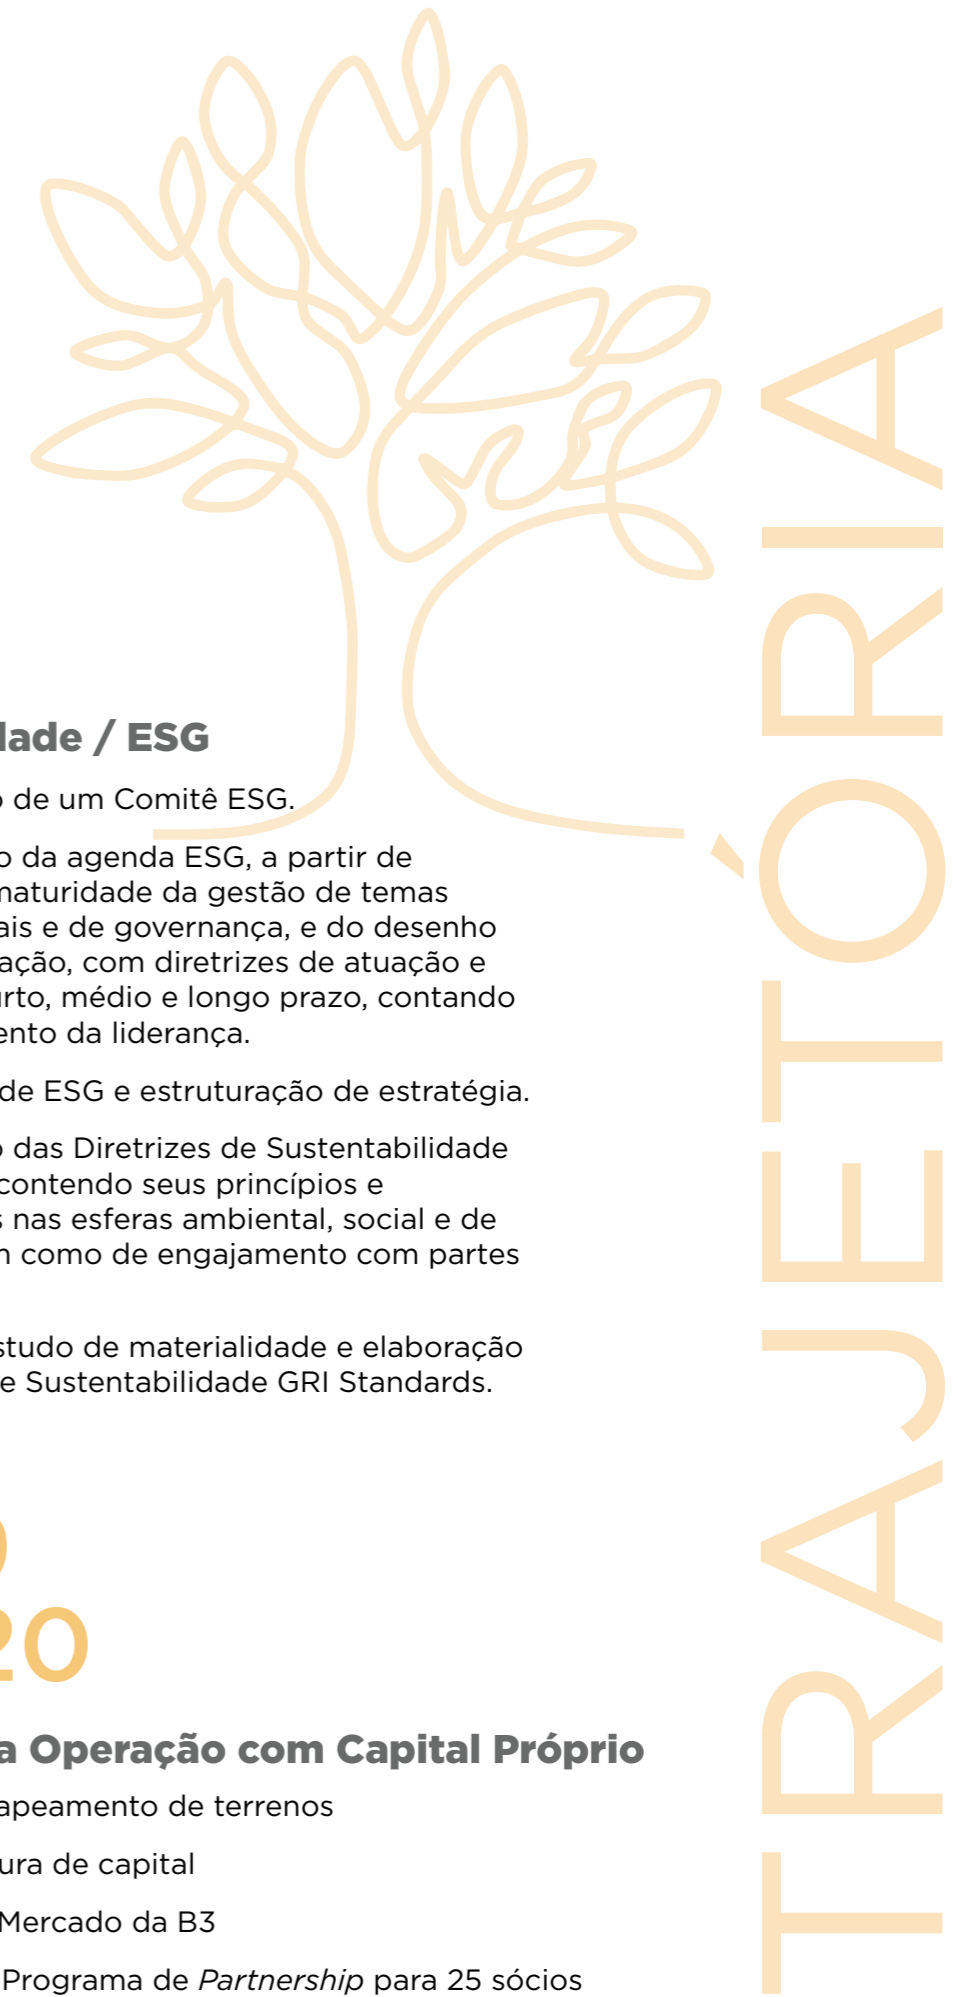 dade / ESG
o de um Comitê ESG.
o da agenda ESG, a partir de
maturidade da gestão de temas
ais e de governança, e do desenho
ação, com diretrizes de atuação e
urto, médio e longo prazo, contando
ento da liderança.
de ESG e estruturação de estratégia.
o das Diretrizes de Sustentabilidade
contendo seus princípios e
s nas esferas ambiental, social e de
m como de engajamento com partes
studo de materialidade e elaboração
e Sustentabilidade GRI Standards.
20
a Operação com Capital Próprio
apeamento de terrenos
ura de capital
Mercado da B3
Programa de Partnership para 25 sócios
TRAJETÓRIA